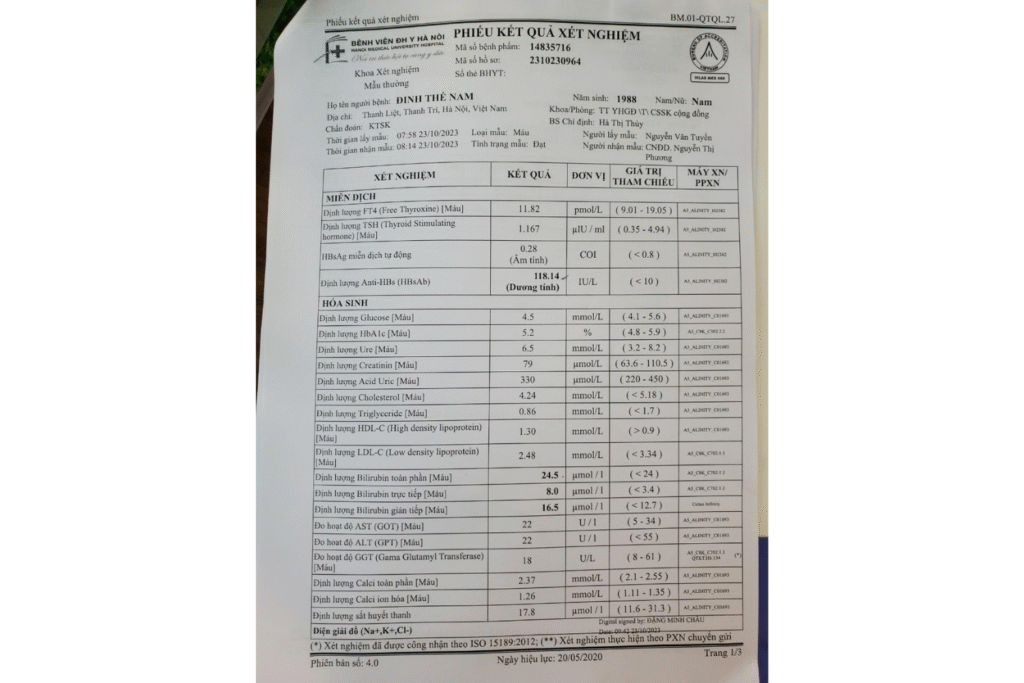 Phiếu kết quả xét nghiệm
BM.01-QTQL.27
BỆNH VIỆN ĐH Y HÀ NỘI
HANOI MEDICAL UNIVERSITY HOSPITAL
Khoa Xét nghiệm
Mẫu thường
PHIẾU KẾT QUẢ XÉT NGHIỆM
Mã số bệnh phẩm: 14835716
Mã số hồ sơ: 2310230964
Số thẻ BHYT:
Họ tên người bệnh: ĐINH THẾ NAM
Năm sinh: 1988 Nam/Nữ: Nam
Địa chỉ: Thanh Liệt, Thanh Trì, Hà Nội, Việt Nam
Khoa/Phòng: TT YHGĐ \T\ CSSK cộng đồng
Chẩn đoán: KTSK
BS Chỉ định: Hà Thị Thùy
Thời gian lấy mẫu: 07:58 23/10/2023 Loại mẫu: Máu
Người lấy mẫu: Nguyễn Văn Tuyển
Thời gian nhận mẫu: 08:14 23/10/2023 Tình trạng mẫu: Đạt
Người nhận mẫu: CNĐD. Nguyễn Thị
Phương
XÉT NGHIỆM KẾT QUẢ ĐƠN VỊ GIÁ TRỊ THAM CHIẾU MÁY XN/ PPXN
MIỄN DỊCH
Định lượng FT4 (Free Thyroxine) [Máu] 11.82 pmol/L ( 9.01 - 19.05 )
Định lượng TSH (Thyroid Stimulating
hormone) [Máu] 1.167 µIU / ml ( 0.35 - 4.94 )
HBsAg miễn dịch tự động 0.28 (Âm tính) COI ( < 0.8 )
Định lượng Anti-HBs (HBsAb) 118.14 (Dương tính) IU/L ( < 10 )
HÓA SINH
Định lượng Glucose [Máu] 4.5 mmol/L ( 4.1 - 5.6 )
Định lượng HbA1c [Máu] 5.2 % ( 4.8 - 5.9 )
Định lượng Ure [Máu] 6.5 mmol/L ( 3.2 - 8.2 )
Định lượng Creatinin [Máu] 79 µmol/L ( 63.6 - 110.5 )
Định lượng Acid Uric [Máu] 330 µmol/L ( 220 - 450 )
Định lượng Cholesterol [Máu] 4.24 mmol/L ( < 5.18 )
Định lượng Triglyceride [Máu] 0.86 mmol/L ( < 1.7 )
Định lượng HDL-C (High density lipoprotein)
[Máu] 1.30 mmol/L ( > 0.9 )
Định lượng LDL-C (Low density lipoprotein)
[Máu] 2.48 mmol/L ( < 3.34 )
Định lượng Bilirubin toàn phần [Máu] 24.5 µmol / l ( < 24 )
Định lượng Bilirubin trực tiếp [Máu] 8.0 µmol / l ( < 3.4 )
Định lượng Bilirubin gián tiếp [Máu] 16.5 µmol / l ( < 12.7 )
Đo hoạt độ AST (GOT) [Máu] 22 U / l ( 5 - 34 )
Đo hoạt độ ALT (GPT) [Máu] 22 U / l ( < 55 )
Đo hoạt độ GGT (Gama Glutamyl Transferase)
[Máu] 18 U/L ( 8 - 61 ) (*)
Định lượng Calci toàn phần [Máu] 2.37 mmol/L ( 2.1 - 2.55 )
Định lượng Calci ion hóa [Máu] 1.26 mmol/L ( 1.11 - 1.35 )
Định lượng sắt huyết thanh 17.8 µmol / l ( 11.6 - 31.3 )
Điện giải đồ (Na+,K+,Cl-)
Digital signed by: ĐẶNG MINH CHÂU
Date: 09:42 23/10/2023
(*) Xét nghiệm đã được công nhận theo ISO 15189:2012; (**) Xét nghiệm thực hiện theo PXN chuyển gửi
Phiên bản số: 4.0 Ngày hiệu lực: 20/05/2020 Trang 1/3